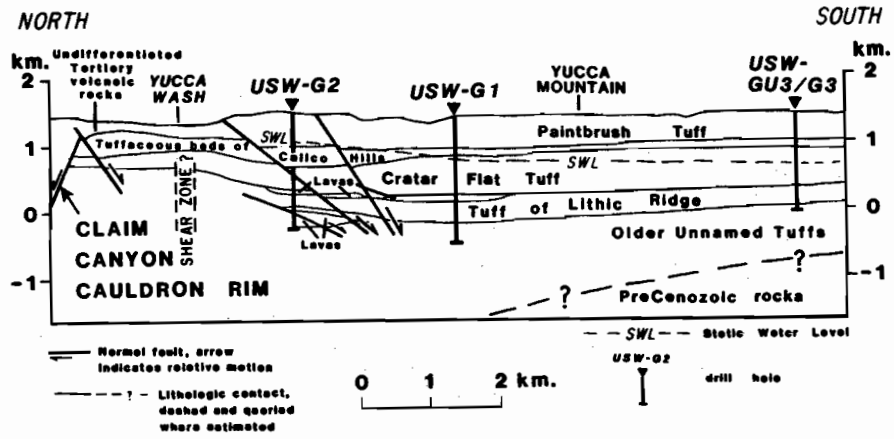 NORTH
SOUTH
Undifferentiated
Tertiary
volcanic
rocks
km.
YUCCA
WASH
USW-G2
USW-G1
YUCCA
MOUNTAIN
USW-
GU3/G3
km.
2
2
Paintbrush Tuff
SWL
Tuffaceous beds of Calico Hills
1
1
SWL
Lavas
Cratar Flat Tuff
SHEAR ZONE ?
Tuff of Lithic Ridge
0
0
Lavas
Older Unnamed Tuffs
CLAIM
CANYON
CAULDRON RIM
-1
-1
?
?
PreCenozoic rocka
SWL Static Water Level
Normal fault, arrow
indicates relative motion
USW-G2
drill hole
? - Lithologic contact,
dashed and queried
where estimated
0 1 2 km.